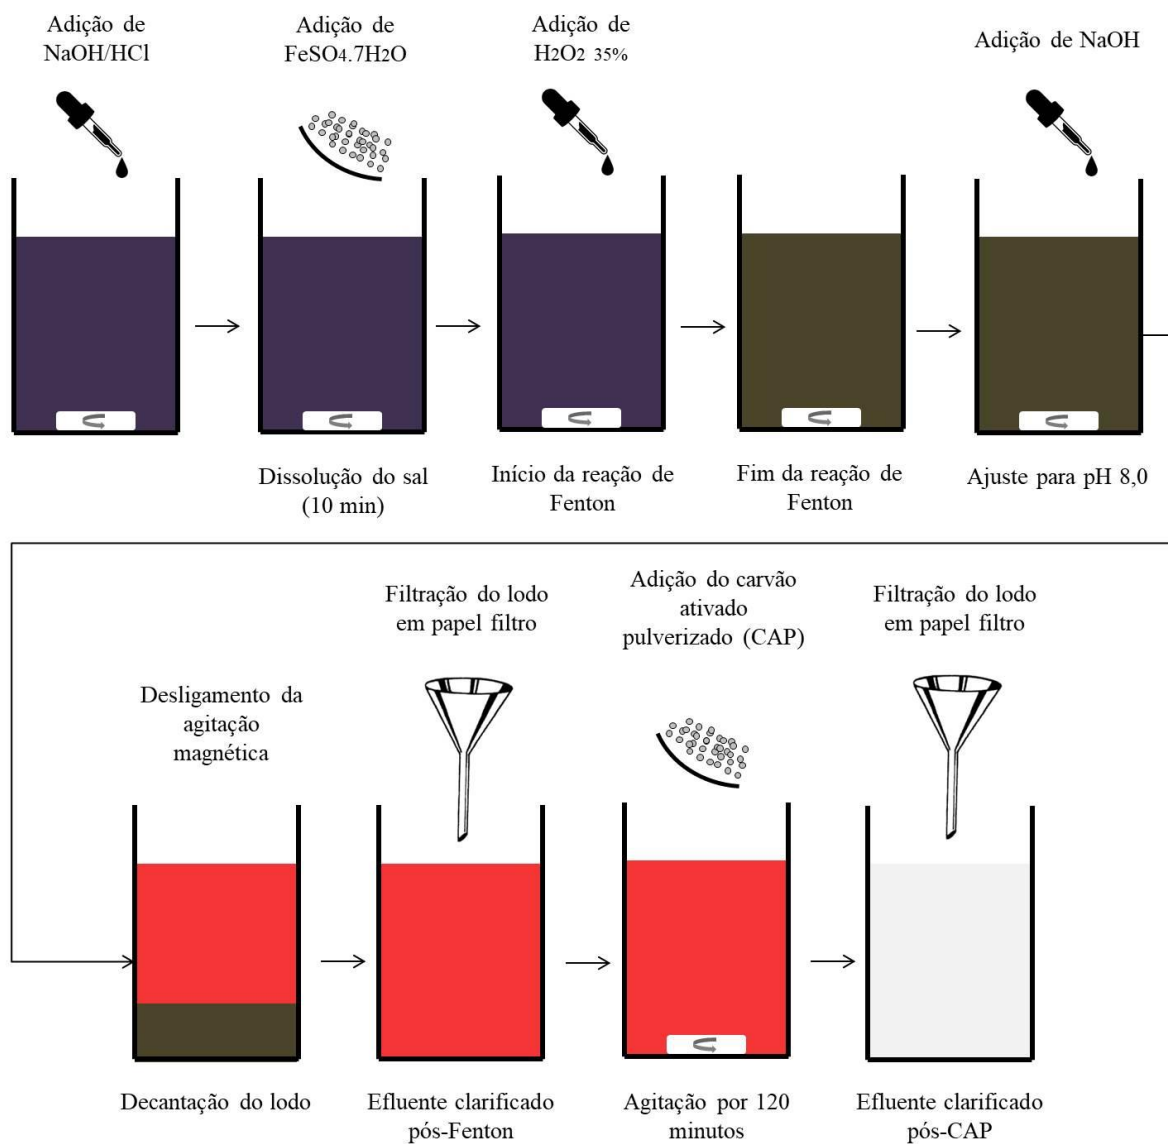 Adição de
NaOH/HCl
Adição de
FeSO4.7H2O
Adição de
H2O2 35%
Adição de NaOH
Dissolução do sal
(10 min)
Início da reação de
Fenton
Fim da reação de
Fenton
Ajuste para pH 8,0
Desligamento da
agitação
magnética
Filtração do lodo
em papel filtro
Adição do carvão
ativado
pulverizado (CAP)
Filtração do lodo
em papel filtro
Decantação do lodo
Efluente clarificado
pós-Fenton
Agitação por 120
minutos
Efluente clarificado
pós-CAP